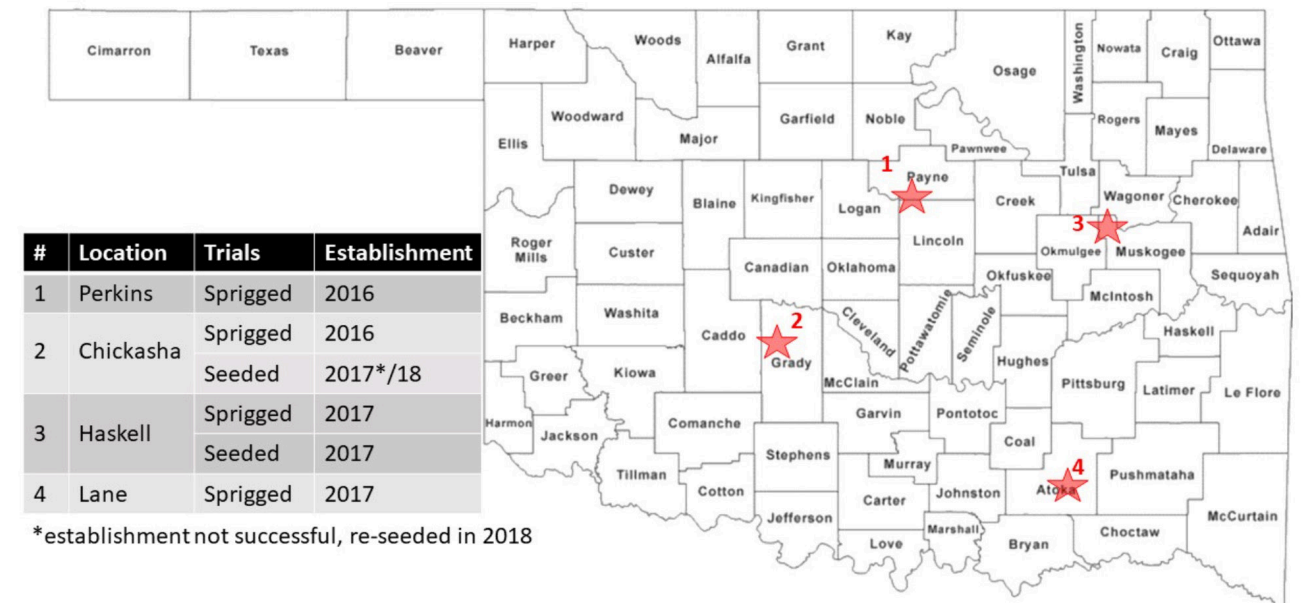 Cimarron
Texas
Beaver
Harper
Woods
Alfalfa
Grant
Kay
Osage
Washington
Nowata
Craig
Ottawa
Ellis
Woodward
Major
Garfield
Noble
Pawnwee
Rogers
Mayes
Delaware
Dewey
Blaine
Kingfisher
Logan
1
Payne
Creek
Tulsa
Wagoner
Cherokee
Adair
Roger
Mills
Custer
Canadian
Oklahoma
Lincoln
Okfuskee
3
Okmulgee
Muskogee
Sequoyah
Beckham
Washita
Caddo
2
Grady
Cleveland
Pottawatomie
Seminole
McIntosh
Haskell
Greer
Kiowa
McClain
Hughes
Pittsburg
Latimer
Le Flore
Harmon
Jackson
Comanche
Garvin
Pontotoc
Coal
Tillman
Cotton
Stephens
Murray
Carter
Johnston
4
Atoka
Pushmataha
McCurtain
Jefferson
Love
Marshall
Bryan
Choctaw
# Location Trials Establishment
1 Perkins Sprigged 2016
2 Chickasha Sprigged 2016
Seeded 2017*/18
3 Haskell Sprigged 2017
Seeded 2017
4 Lane Sprigged 2017
*establishment not successful, re-seeded in 2018